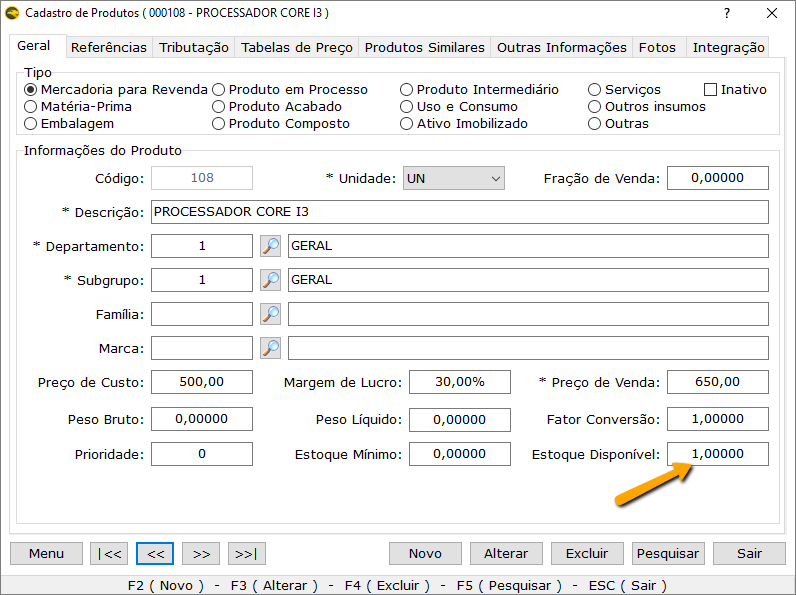 Cadastro de Produtos ( 000108 - PROCESSADOR CORE I3 ) ?
Geral Referências Tributação Tabelas de Preço Produtos Similares Outras Informações Fotos Integração
Tipo
Mercadoria para Revenda Produto em Processo Produto Intermediário Serviços Inativo
Matéria-Prima Produto Acabado Uso e Consumo Outros insumos
Embalagem Produto Composto Ativo Imobilizado Outras
Informações do Produto
Código: 108 * Unidade: UN Fração de Venda: 0,00000
* Descrição: PROCESSADOR CORE I3
* Departamento: 1 GERAL
* Subgrupo: 1 GERAL
Família:
Marca:
Preço de Custo: 500,00 Margem de Lucro: 30,00% * Preço de Venda: 650,00
Peso Bruto: 0,00000 Peso Líquido: 0,00000 Fator Conversão: 1,00000
Prioridade: 0 Estoque Mínimo: 0,00000 Estoque Disponível: 1,00000
Menu |<< << >> >>| Novo Alterar Excluir Pesquisar Sair
F2 ( Novo ) - F3 ( Alterar ) - F4 ( Excluir ) - F5 ( Pesquisar ) - ESC ( Sair )